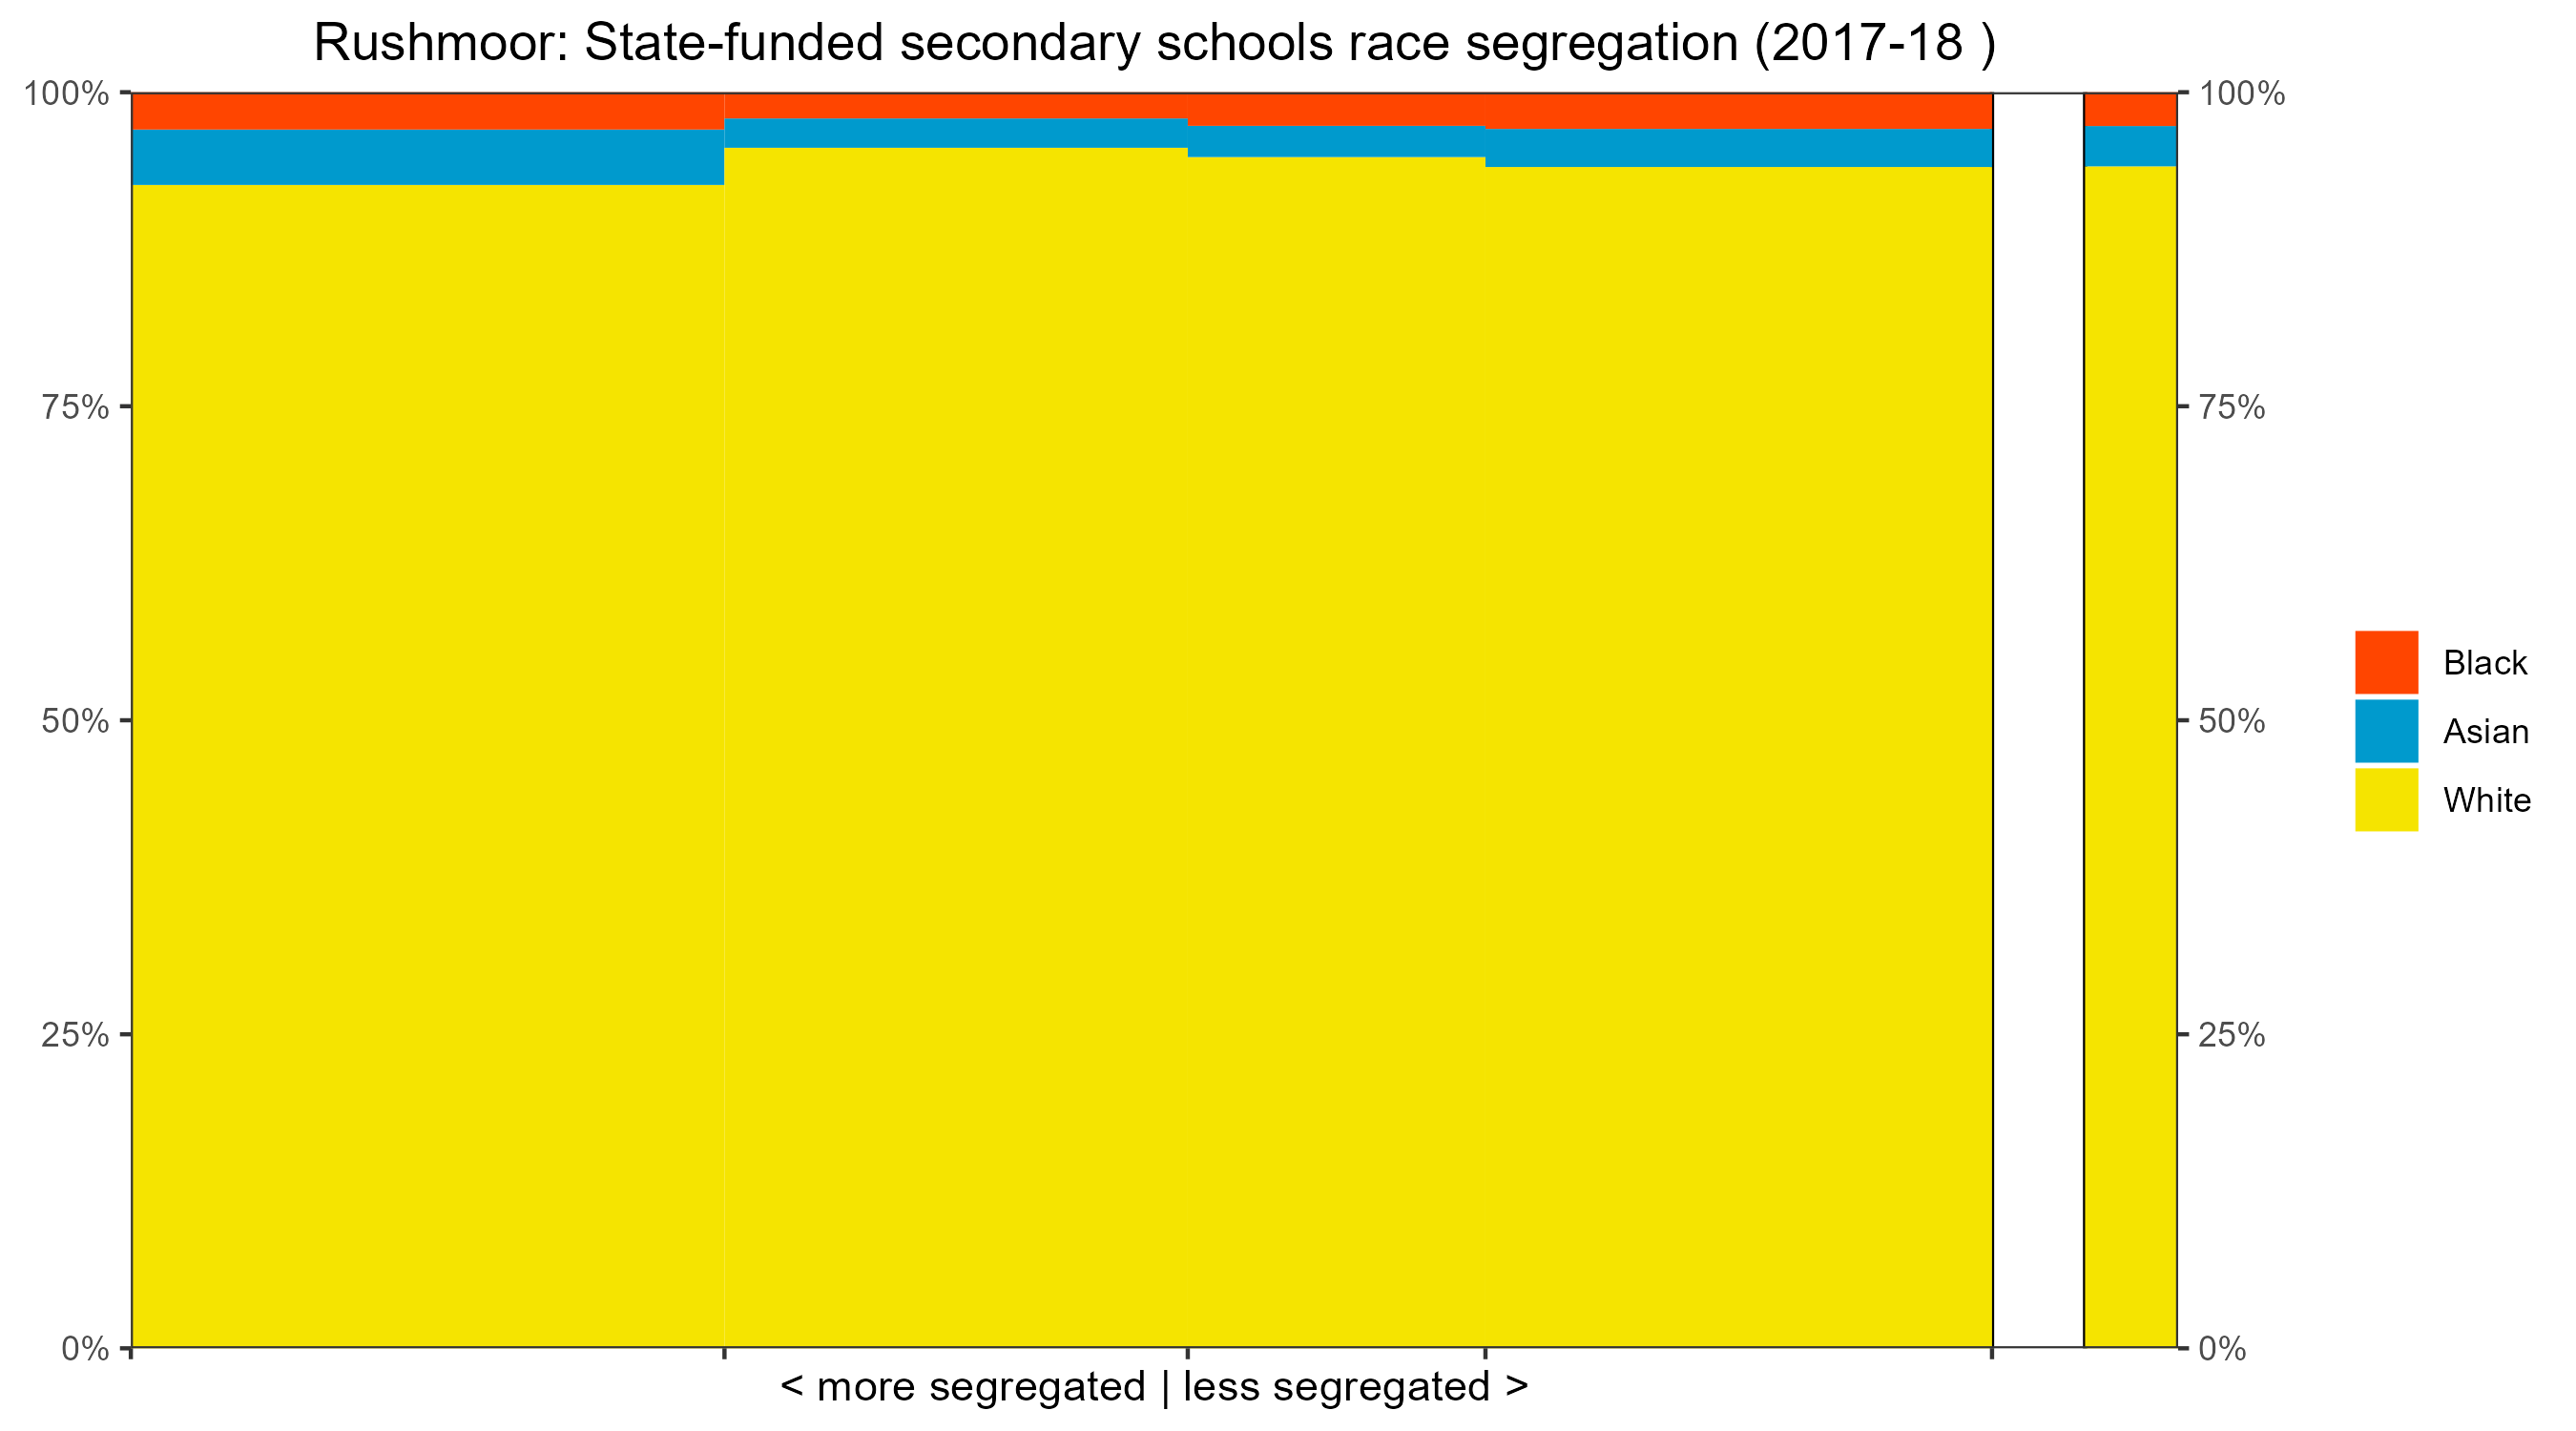 Rushmoor: State-funded secondary schools race segregation (2017-18 )
100%
75%
50%
25%
0%
100%
75%
50%
25%
0%
Black
Asian
White
< more segregated | less segregated >